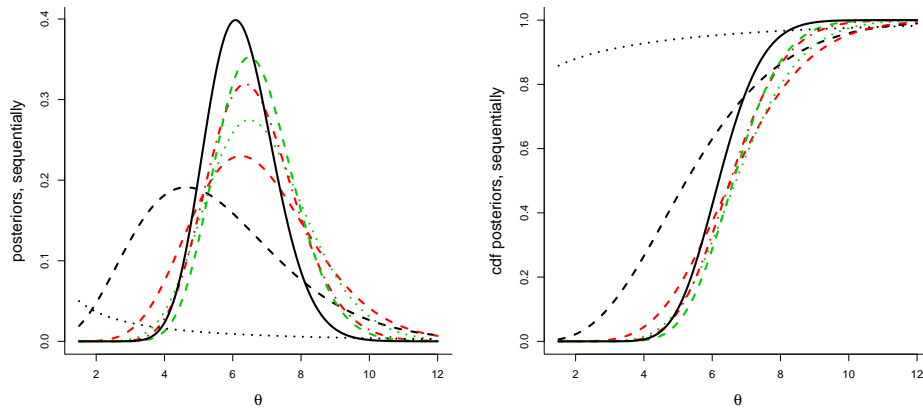 posteriors, sequentially
0.4
0.3
0.2
0.1
0.0
2 4 6 8 10 12
θ
cdf posteriors, sequentially
1.0
0.8
0.6
0.4
0.2
0.0
2 4 6 8 10 12
θ